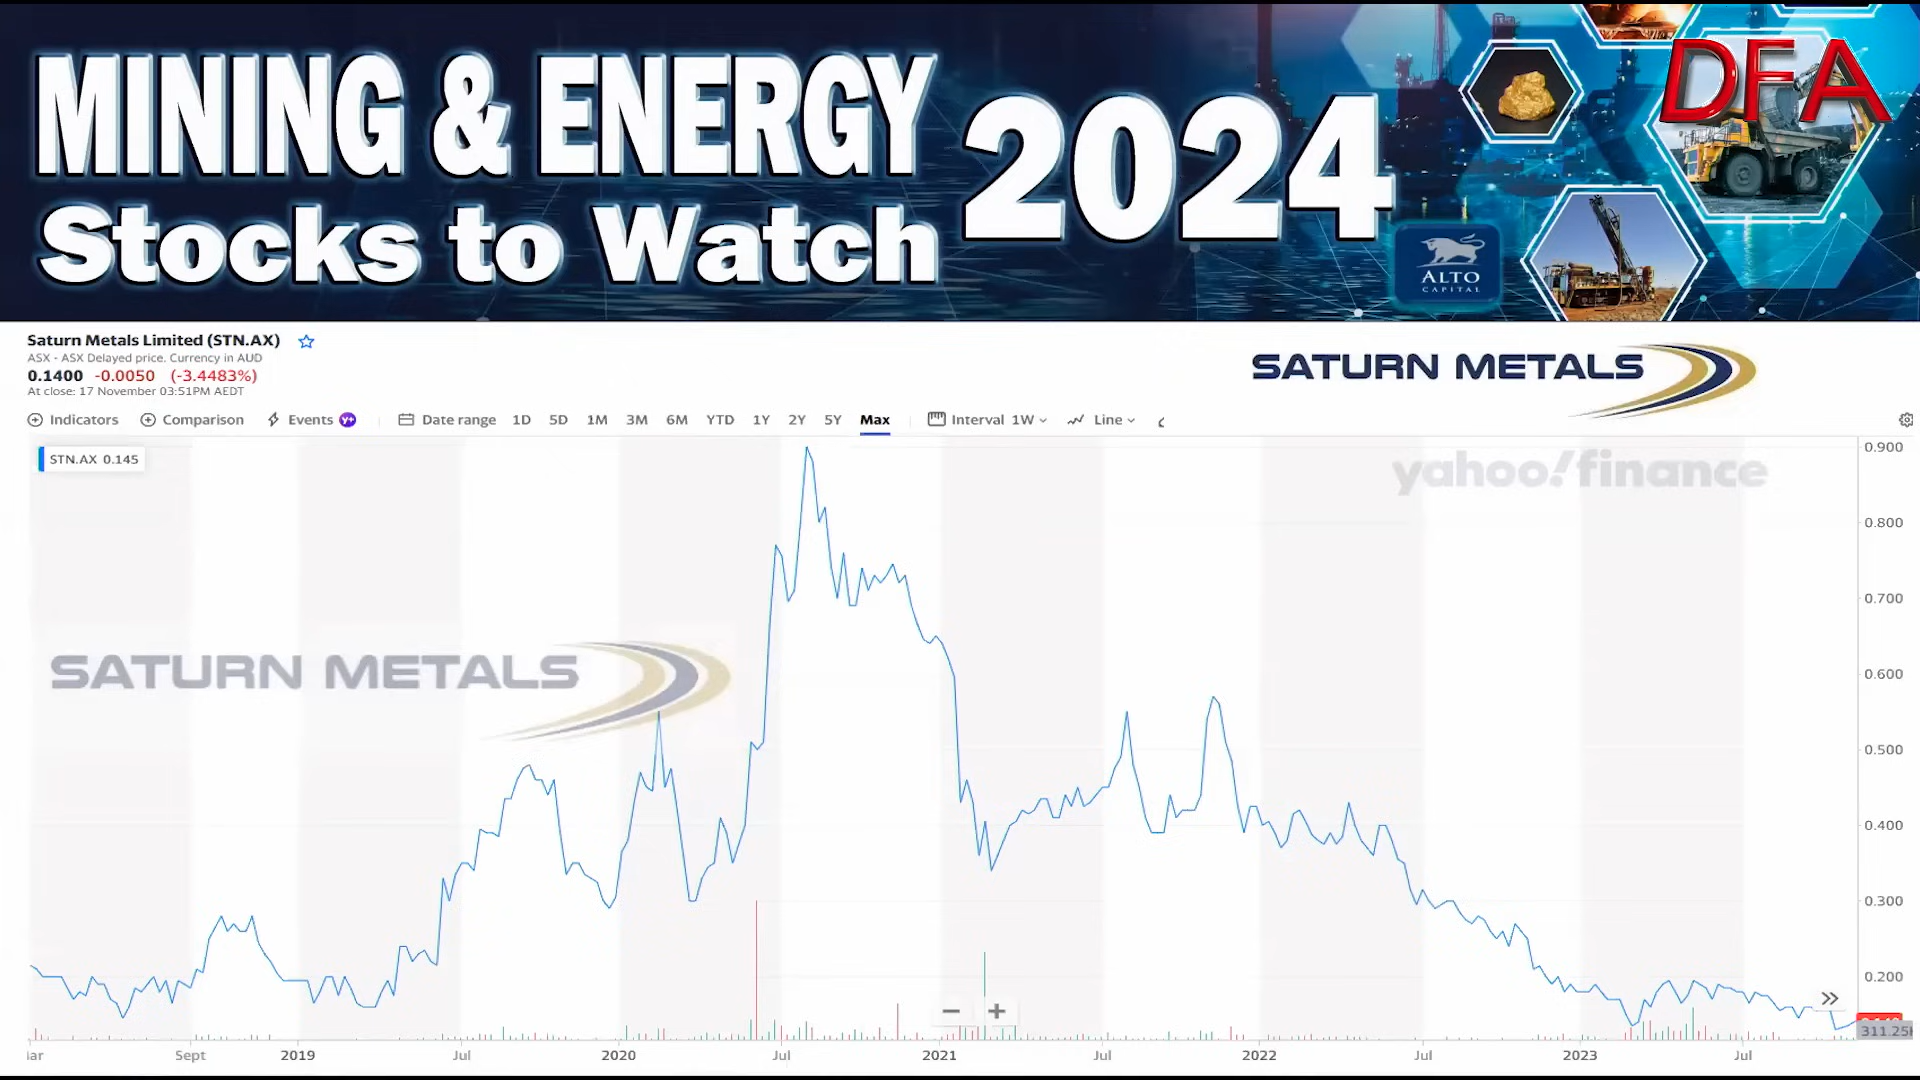 MINING & ENERGY
Stocks to Watch
2024
DFA
ALTO
CAPITAL
Saturn Metals Limited (STN.AX)
ASX - ASX Delayed price. Currency in AUD
0.1400 -0.0050 (-3.4483%)
At close: 17 November 03:51PM AEDT
SATURN METALS
Indicators Comparison Events Y+ Date range 1D 5D 1M 3M 6M YTD 1Y 2Y 5Y Max Interval 1W Line
STN.AX 0.145
yahoo!finance
SATURN METALS
0.900
0.800
0.700
0.600
0.500
0.400
0.300
0.200
311.25
Sept 2019 Jul 2020 Jul 2021 Jul 2022 Jul 2023 Jul